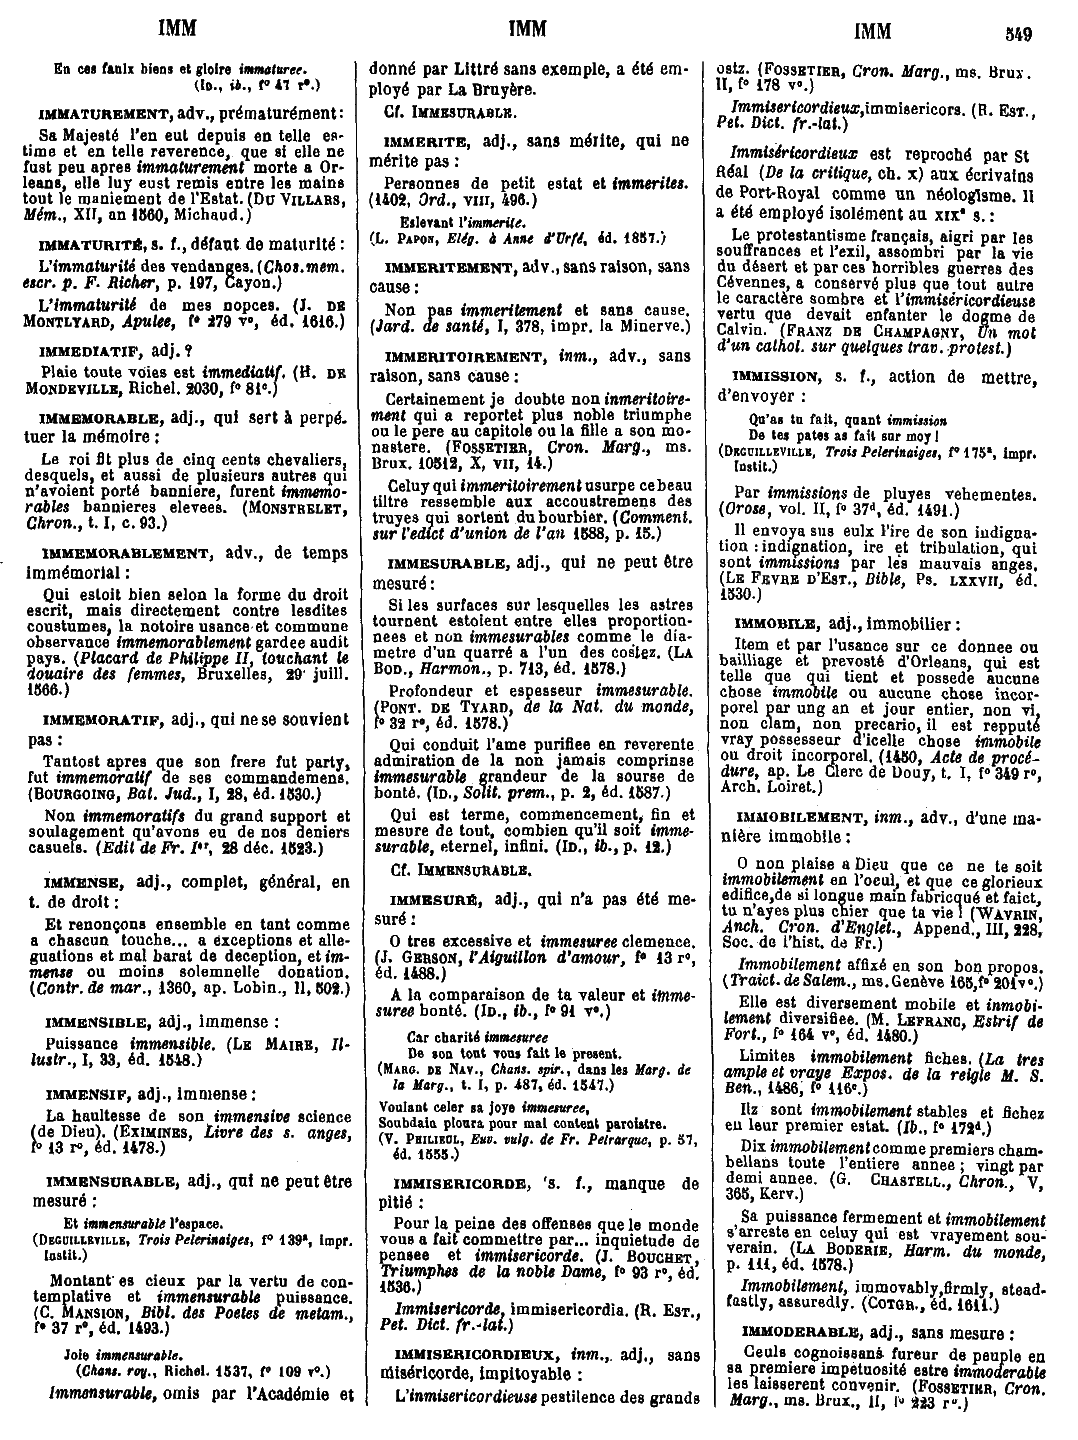 IMM IMM IMM 549
En ces faulx biens et gloire immaturee.
(ID., ib., f° 47 r°.)
IMMATUREMENT, adv., prématurément :
Sa Majesté l'en eut depuis en telle es-
time et en telle reverence, que si elle ne
fust peu apres immaturement morte a Or-
leans, elle luy eust remis entre les mains
tout le maniement de l'Estat. (DU VILLARS,
Mém., XII, an 1560, Michaud.)
IMMATURITÉ, s. f., défaut de maturité :
L'immaturité des vendanges. (Chos. mem.
escr. p. F. Richer, p. 197, Cayon.)
L'immaturité de mes nopces. (J. DE
MONTLYARD, Apulee, f° 279 v°, éd. 1616.)
IMMEDIATIF, adj. ?
Plaie toute voies est immediatif. (H. DE
MONDEVILLE, Richel. 2030, f° 81c.)
IMMEMORABLE, adj., qui sert à perpé-
tuer la mémoire :
Le roi fit plus de cinq cents chevaliers,
desquels, et aussi de plusieurs autres qui
n'avoient porté banniere, furent immemo-
rables bannieres elevees. (MONSTRELET,
Chron., t. I, c. 93.)
IMMEMORABLEMENT, adv., de temps
immémorial :
Qui estoit bien selon la forme du droit
escrit, mais directement contre lesdites
coustumes, la notoire usance et commune
observance immemorablement gardee audit
pays. (Placard de Philippe II, touchant le
douaire des femmes, Bruxelles, 29 juill.
1566.)
IMMEMORATIF, adj., qui ne se souvient
pas :
Tantost apres que son frere fut party,
fut immemoratif de ses commandemens.
(BOURGOING, Bat. Jud., I, 28, éd. 1530.)
Non immemoratifs du grand support et
soulagement qu'avons eu de nos deniers
casuels. (Edit de Fr. Ier, 28 déc. 1523.)
IMMENSE, adj., complet, général, en
t. de droit :
Et renonçons ensemble en tant comme
a chascun touche... a exceptions et alle-
guations et mal barat de deception, et im-
mense ou moins solemnelle donation.
(Contr. de mar., 1360, ap. Lobin., II, 502.)
IMMENSIBLE, adj., immense :
Puissance immensible. (LE MAIRE, Il-
lustr., I, 33, éd. 1548.)
IMMENSIF, adj., immense :
La haultesse de son immensive science
(de Dieu). (EXIMINES, Livre des s. anges,
f° 13 r°, éd. 1478.)
IMMENSURABLE, adj., qui ne peut être
mesuré :
Et immensurable l'espace.
(DEGUILLEVILLE, Trois Pelerinaiges, f° 139a, impr.
Instit.)
Montant es cieux par la vertu de con-
templative et immensurable puissance.
(C. MANSION, Bibl. des Poetes de metam.,
f° 37 r°, éd. 1493.)
Joie immensurable.
(Chans. roy., Richel. 1537, f° 109 v°.)
Immensurable, omis par l'Académie et
donné par Littré sans exemple, a été em-
ployé par La Bruyère.
Cf. IMMESURABLE.
IMMERITE, adj., sans mérite, qui ne
mérite pas :
Personnes de petit estat et immerites.
(1402, Ord., VIII, 496.)
Eslevant l'immerite.
(L. PAPON, Elég. à Anne d'Urfé, éd. 1857.)
IMMERITEMENT, adv., sans raison, sans
cause :
Non pas immeritement et sans cause.
(Jard. de santé, I, 378, impr. la Minerve.)
IMMERITOIREMENT, inm., adv., sans
raison, sans cause :
Certainement je doubte non inmeritoire-
ment qui a reportet plus noble triumphe
ou le pere au capitole ou la fille a son mo-
nastere. (FOSSETIER, Cron. Marg., ms.
Brux. 10512, X, VII, 14.)
Celuy qui immeritoirement usurpe ce beau
tiltre ressemble aux accoustremens des
truyes qui sortent du bourbier. (Comment.
sur l'edict d'union de l'an 1588, p. 15.)
IMMESURABLE, adj., qui ne peut être
mesuré :
Si les surfaces sur lesquelles les astres
tournent estoient entre elles proportion-
nees et non immesurables comme le dia-
metre d'un quarré a l'un des costez. (LA
BOD., Harmon., p. 713, éd. 1578.)
Profondeur et espesseur immesurable.
(PONT. DE TYARD, de la Nat. du monde,
f° 32 r°, éd. 1578.)
Qui conduit l'ame purifiee en reverente
admiration de la non jamais comprinse
immesurable grandeur de la sourse de
bonté. (ID., Solit. prem., p. 2, éd. 1587.)
Qui est terme, commencement, fin et
mesure de tout, combien qu'il soit imme-
surable, eternel, infini. (ID., ib., p. 12.)
Cf. IMMENSURABLE.
IMMESURÉ, adj., qui n'a pas été me-
suré :
O tres excessive et immesuree clemence.
(J. GERSON, l'Aiguillon d'amour, f° 13 r°,
éd. 1488.)
A la comparaison de ta valeur et imme-
suree bonté. (ID., ib., f° 91 v°.)
Car charité immesuree
De son tout vous fait le present.
(MARG. DE NAV., Chans. spir., dans les Marg. de
la Marg., t. I, p. 487, éd. 1547.)
Voulant celer sa joye immesuree,
Soubdain ploura pour mal content paroistre.
(V. PHILIEUL, Euv. vulg. de Fr. Petrarque, p. 57,
éd. 1555.)
IMMISERICORDE, s. f., manque de
pitié :
Pour la peine des offenses que le monde
vous a fait commettre par... inquietude de
pensee et immisericorde. (J. BOUCHET,
Triumphes de la noble Dame, f° 93 r°, éd.
1536.)
Immisericorde, immisericordia. (R. EST.,
Pet. Dict. fr.-lat.)
IMMISERICORDIEUX, inm., adj., sans
miséricorde, impitoyable :
L'inmisericordieuse pestilence des grands
ostz. (FOSSETIER, Cron. Marg., ms. Brux.
II, f° 178 v°.)
Immisericordieux, immisericors. (R. EST.,
Pet. Dict. fr.-lat.)
Immiséricordieux est reproché par St
Réal (De la critique, ch. X) aux écrivains
de Port-Royal comme un néologisme. Il
a été employé isolément au XIXe s. :
Le protestantisme français, aigri par les
souffrances et l'exil, assombri par la vie
du désert et par ces horribles guerres des
Cévennes, a conservé plus que tout autre
le caractère sombre et l'immiséricordieuse
vertu que devait enfanter le dogme de
Calvin. (FRANZ DE CHAMPAGNY, Un mot
d'un cathol. sur quelques trav. protest.)
IMMISSION, s. f., action de mettre,
d'envoyer :
Qu'as tu fait, quant immission
De tes pates as fait sur moy !
(DEGUILLEVILLE, Trois Pelerinaiges, f° 175a, impr.
Instit.)
Par immissions de pluyes vehementes.
(Orose, vol. II, f° 37d, éd. 1491.)
Il envoya sus eulx l'ire de son indigna-
tion : indignation, ire et tribulation, qui
sont immissions par les mauvais anges.
(LE FEVRE D'EST., Bible, Ps. LXXVII, éd.
1530.)
IMMOBILE, adj., immobilier :
Item et par l'usance sur ce donnee ou
bailliage et prevosté d'Orleans, qui est
telle que qui tient et possede aucune
chose immobile ou aucune chose incor-
porel par ung an et jour entier, non vi,
non clam, non precario, il est repputé
vray possesseur d'icelle chose immobile
ou droit incorporel. (1450, Acte de procé-
dure, ap. Le Clerc de Douy, t. I, f° 349 r°,
Arch. Loiret.)
IMMOBILEMENT, inm., adv., d'une ma-
nière immobile :
O non plaise a Dieu que ce ne te soit
immobilement en l'oeul, et que ce glorieux
edifice, de si longue main fabricqué et faict,
tu n'ayes plus chier que ta vie ! (WAVRIN,
Anch. Cron. d'Englet., Append., III, 228,
Soc. de l'hist. de Fr.)
Immobilement affixé en son bon propos.
(Traict. de Salem., ms. Genève 165, f° 201 v°.)
Elle est diversement mobile et inmobi-
lement diversifiee. (M. LEFRANC, Estrif de
Fort., f° 164 v°, éd. 1480.)
Limites immobilement fiches. (La tres
ample et vraye Expos. de la reigle M. S.
Ben., 1486, f° 116c.)
Ilz sont immobilement stables et fichez
en leur premier estat. (Ib., f° 172d.)
Dix immobilement comme premiers cham-
bellans toute l'entiere annee ; vingt par
demi annee. (G. CHASTELL., Chron., V,
365, Kerv.)
Sa puissance fermement et immobilement
s'arreste en celuy qui est vrayement sou-
verain. (LA BODERIE, Harm. du monde,
p. III, éd. 1578.)
Immobilement, immovably, firmly, stead-
fastly, assuredly. (COTGR., éd. 1611.)
IMMODERABLE, adj., sans mesure :
Ceuls cognoissans fureur de peuple en
sa premiere impetuosité estre immoderable
les laisserent convenir. (FOSSETIER, Cron.
Marg., ms. Brux., II, f° 223 r°.)